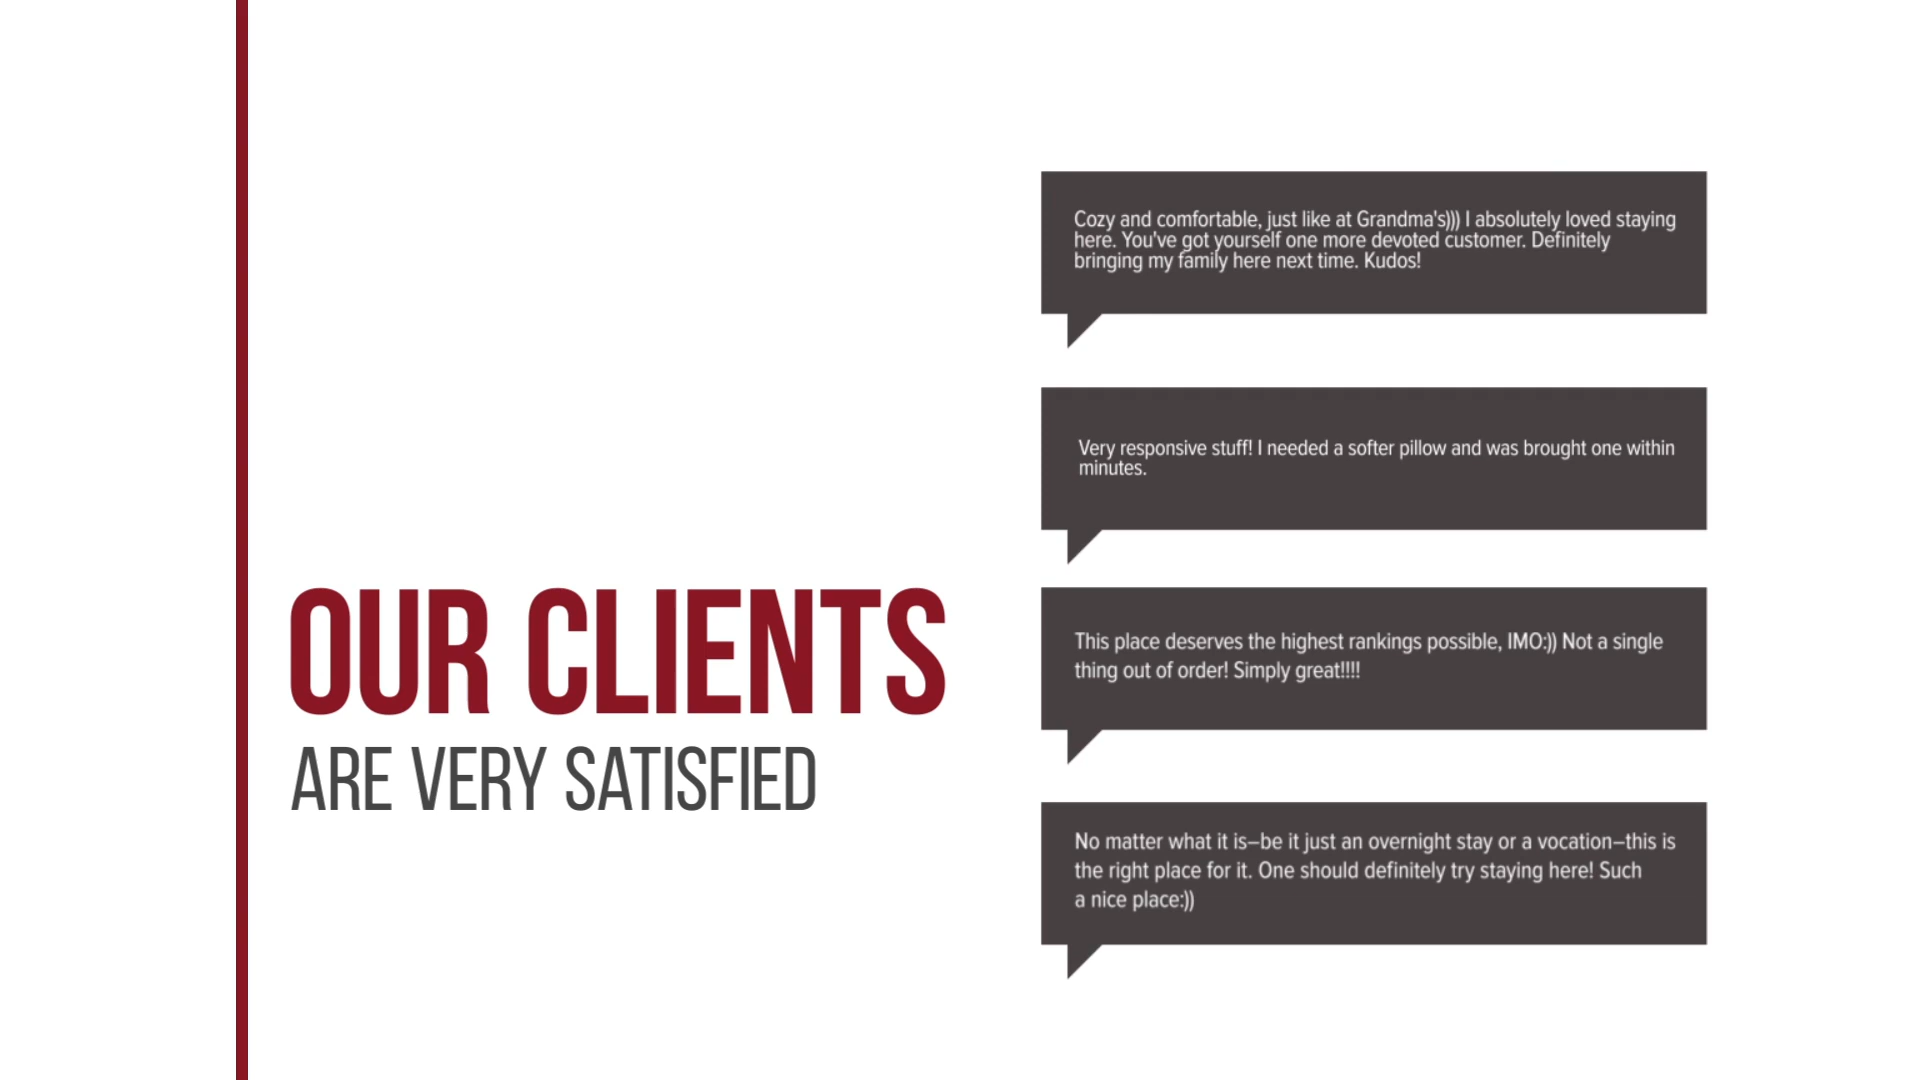 OUR CLIENTS
ARE VERY SATISFIED
Cozy and comfortable, just like at Grandma's))) I absolutely loved staying
here. You've got yourself one more devoted customer. Definitely
bringing my family here next time. Kudos!
Very responsive stuff! I needed a softer pillow and was brought one within
minutes.
This place deserves the highest rankings possible, IMO:)) Not a single
thing out of order! Simply great!!!!
No matter what it is–be it just an overnight stay or a vocation–this is
the right place for it. One should definitely try staying here! Such
a nice place:))